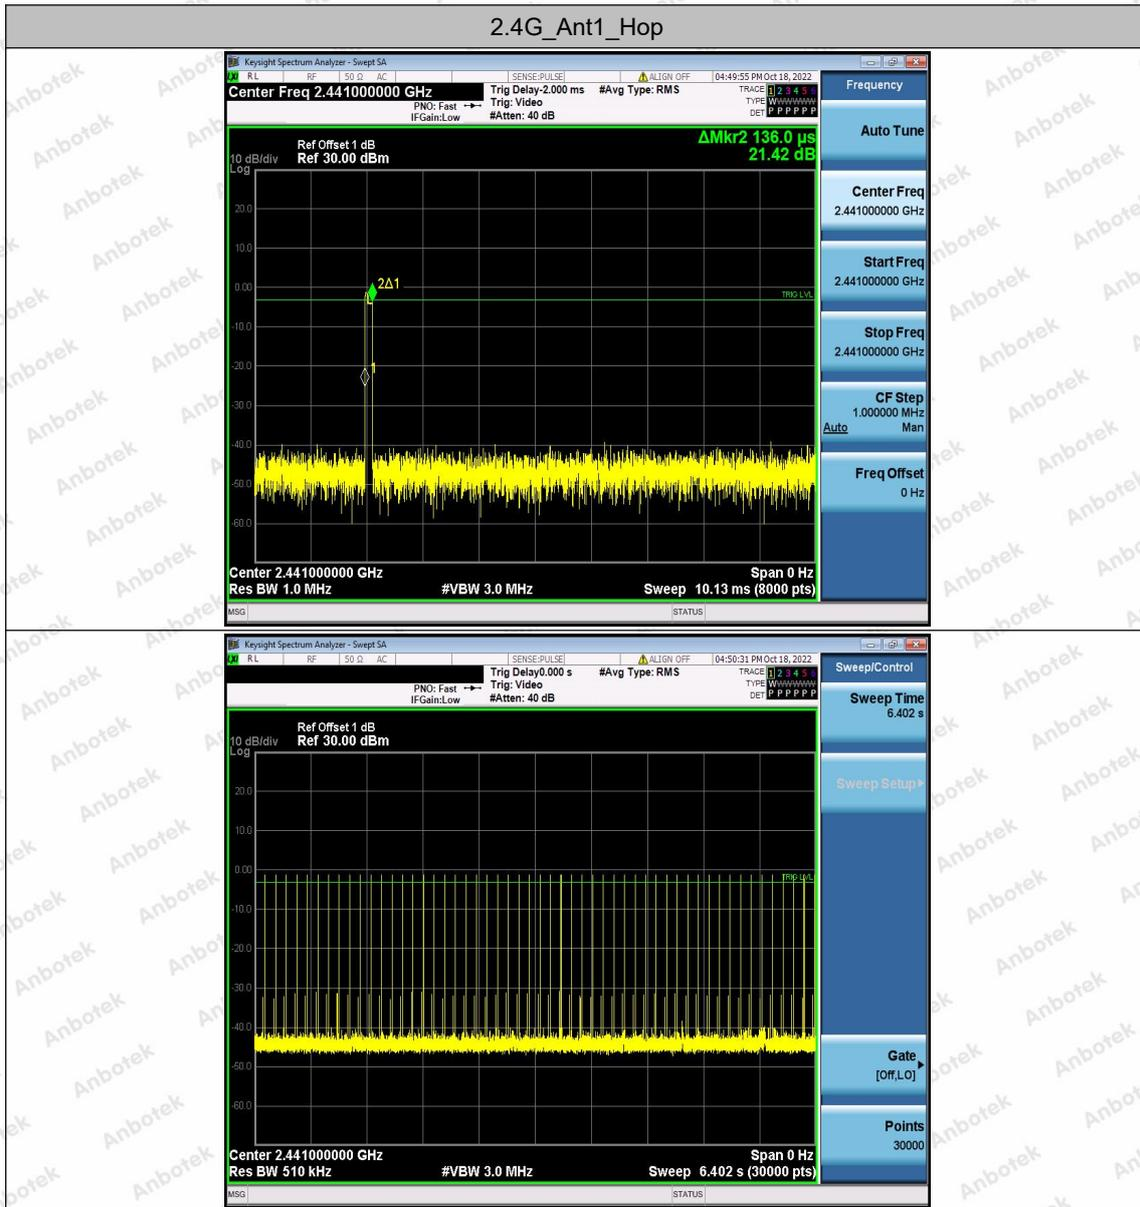 2.4G_Ant1_Hop
Keysight Spectrum Analyzer - Swept SA
RL RF 50 Ω AC SENSE:PULSE ALIGN OFF 04:49:55 PM Oct 18, 2022
Center Freq 2.441000000 GHz
PNO: Fast
IFGain:Low
Trig Delay-2.000 ms
Trig: Video
#Atten: 40 dB
#Avg Type: RMS
TRACE 1 2 3 4 5 6
TYPE WWWWWW
DET P P P P P P
ΔMkr2 136.0 µs
21.42 dB
Ref Offset 1 dB
10 dB/div Ref 30.00 dBm
Log
20.0
10.0
0.00
-10.0
-20.0
-30.0
-40.0
-50.0
-60.0
2Δ1
1
TRIG LVL
Center 2.441000000 GHz Span 0 Hz
Res BW 1.0 MHz #VBW 3.0 MHz Sweep 10.13 ms (8000 pts)
MSG STATUS
Frequency
Auto Tune
Center Freq
2.441000000 GHz
Start Freq
2.441000000 GHz
Stop Freq
2.441000000 GHz
CF Step
1.000000 MHz
Auto Man
Freq Offset
0 Hz
Keysight Spectrum Analyzer - Swept SA
RL RF 50 Ω AC SENSE:PULSE ALIGN OFF 04:50:31 PM Oct 18, 2022
PNO: Fast
IFGain:Low
Trig Delay0.000 s
Trig: Video
#Atten: 40 dB
#Avg Type: RMS
TRACE 1 2 3 4 5 6
TYPE WWWWWW
DET P P P P P P
Ref Offset 1 dB
10 dB/div Ref 30.00 dBm
Log
20.0
10.0
0.00
-10.0
-20.0
-30.0
-40.0
-50.0
-60.0
TRIG LVL
Center 2.441000000 GHz Span 0 Hz
Res BW 510 kHz #VBW 3.0 MHz Sweep 6.402 s (30000 pts)
MSG STATUS
Sweep/Control
Sweep Time
6.402 s
Sweep Setup
Gate
[Off,LO]
Points
30000
Anbotek